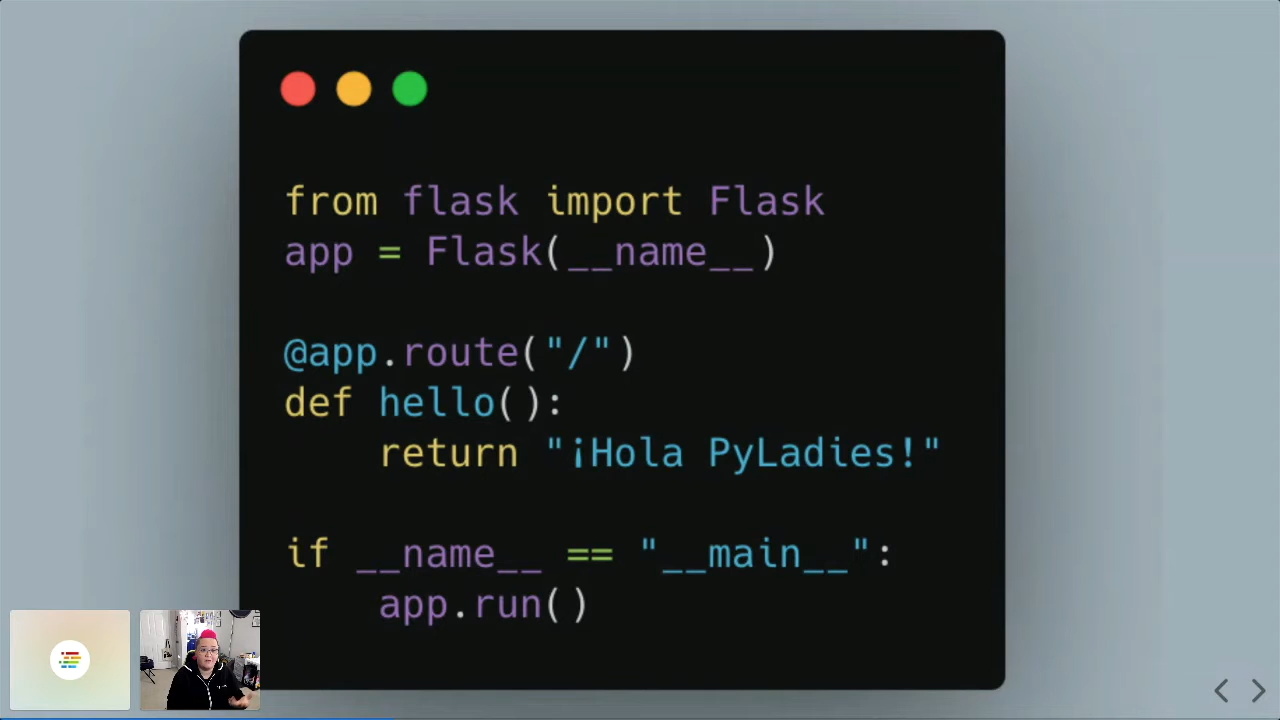 from flask import Flask
app = Flask(__name__)
@app.route("/")
def hello():
    return "¡Hola PyLadies!"
if __name__ == "__main__":
    app.run()